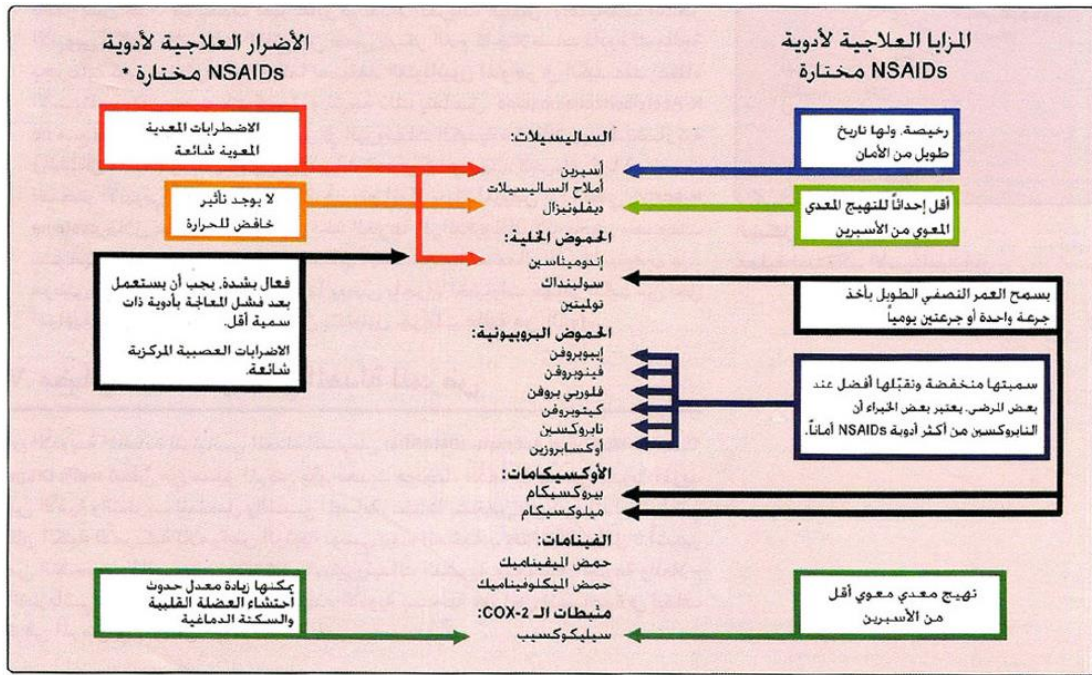 المزايا العلاجية لأدوية
NSAIDs مختارة
الأضرار العلاجية لأدوية
NSAIDs مختارة *
رخيصة. ولها تاريخ
طويل من الأمان
أقل إحداثاً للتهيج المعدي
المعوي من الأسبرين
يسمح العمر النصفي الطويل بأخذ
جرعة واحدة أو جرعتين يومياً
سميتها منخفضة وتقبّلها أفضل عند
بعض المرضى. يعتبر بعض الخبراء أن
النابروكسين من أكثر أدوية NSAIDs أماناً.
تهيج معدي معوي أقل
من الأسبرين
الساليسيلات:
أسبرين
أملاح الساليسيلات
ديفلونيزال
الحموض الخلية:
إندوميتاسين
سولينداك
تولميتين
الحموض البروبيونية:
إيبوبروفن
فينوبروفن
فلوربي بروفن
كيتوبروفن
نابروكسين
أوكسابروزين
الأوكسيكامات:
بيروكسيكام
ميلوكسيكام
الفينامات:
حمض الميفيناميك
حمض الميكلوفيناميك
مثبطات الـ COX-2:
سيليكوكسيب
الاضطرابات المعدية
المعوية شائعة
لا يوجد تأثير
خافض للحرارة
فعال بشدة. يجب أن يستعمل
بعد فشل المعالجة بأدوية ذات
سمية أقل.
الاضرابات العصبية المركزية
شائعة.
يمكنها زيادة معدل حدوث
احتشاء العضلة القلبية
والسكتة الدماغية